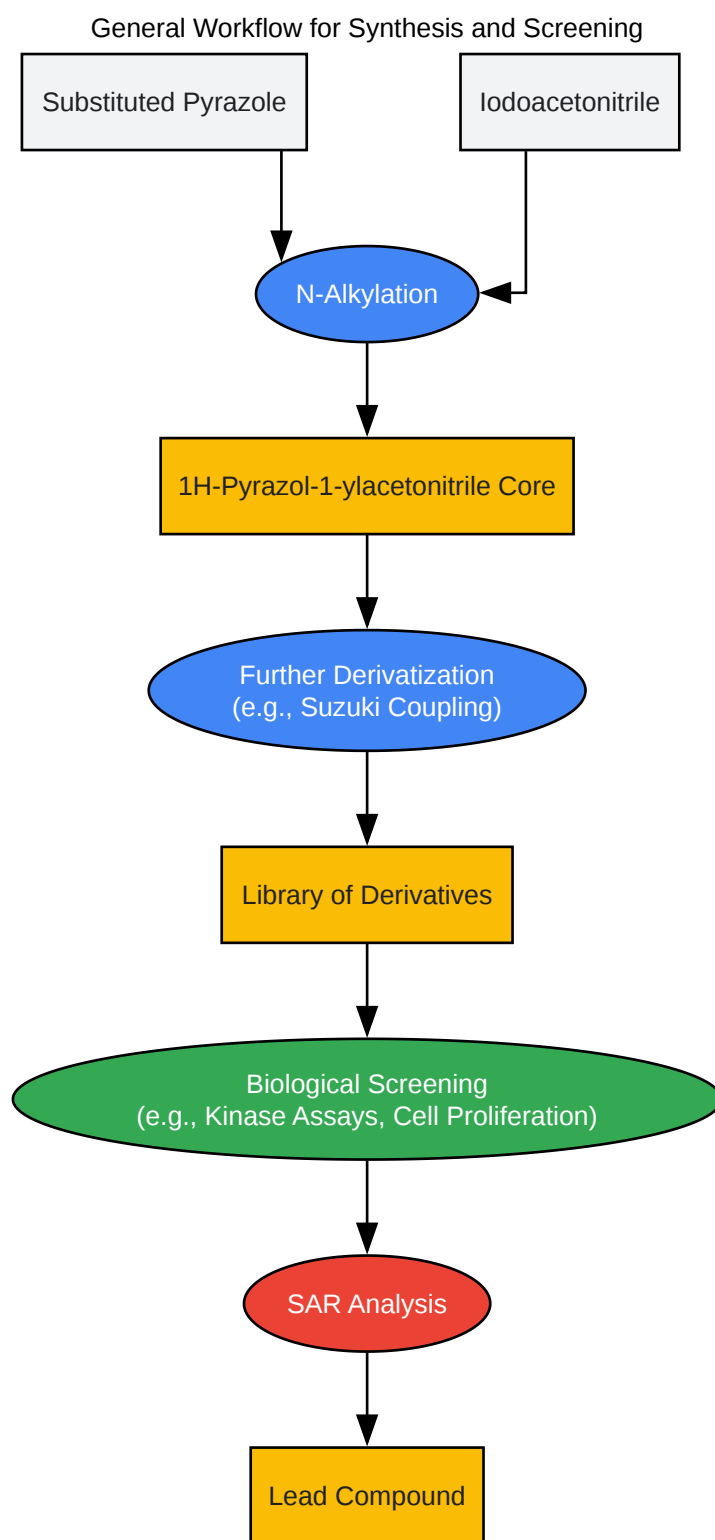 General Workflow for Synthesis and Screening
Substituted Pyrazole
Iodoacetonitrile
N-Alkylation
1H-Pyrazol-1-ylacetonitrile Core
Further Derivatization
(e.g., Suzuki Coupling)
Library of Derivatives
Biological Screening
(e.g., Kinase Assays, Cell Proliferation)
SAR Analysis
Lead Compound